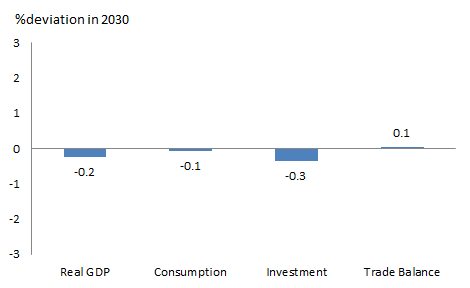 %deviation in 2030
3
2
1
0
-1
-2
-3
-0.2
-0.1
-0.3
0.1
Real GDP
Consumption
Investment
Trade Balance